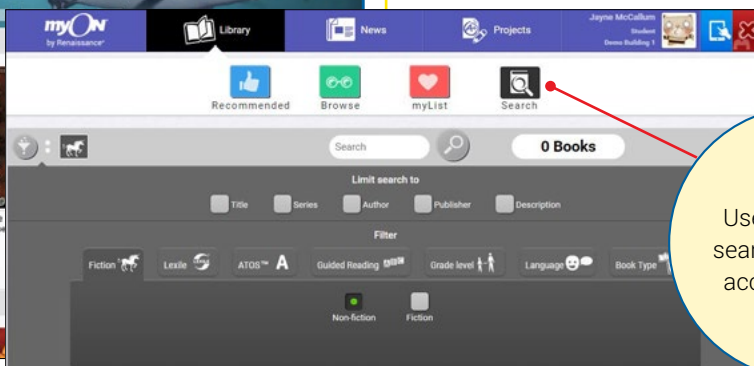 myON
by Renaissance®
Library
News
Projects
Jayne McCallum
Student
Demo Building 1
Recommended
Browse
myList
Search
Search
0 Books
Limit search to
Title
Series
Author
Publisher
Description
Filter
Fiction
Lexile
ATOS™ A
Guided Reading
Grade level
Language
Book Type
Non-fiction
Fiction
Use
sear
acc